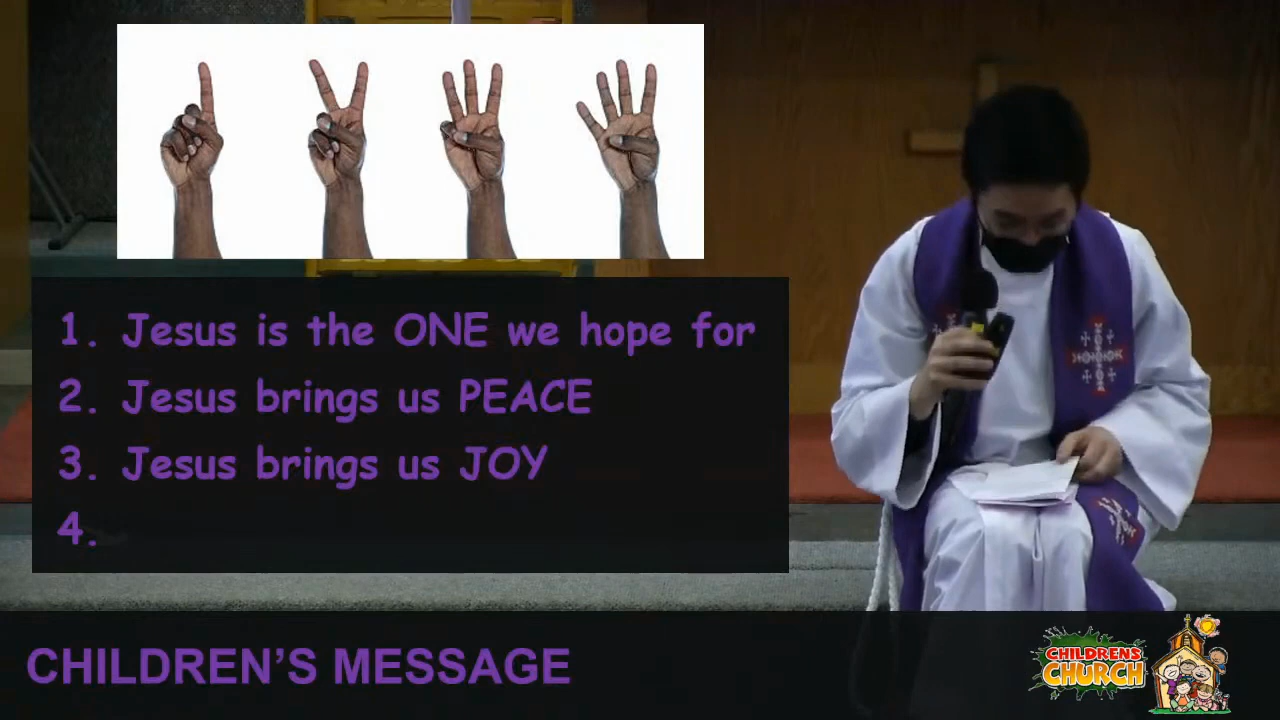 1. Jesus is the ONE we hope for
2. Jesus brings us PEACE
3. Jesus brings us JOY
4.
CHILDREN'S MESSAGE
CHILDRENS
CHURCH